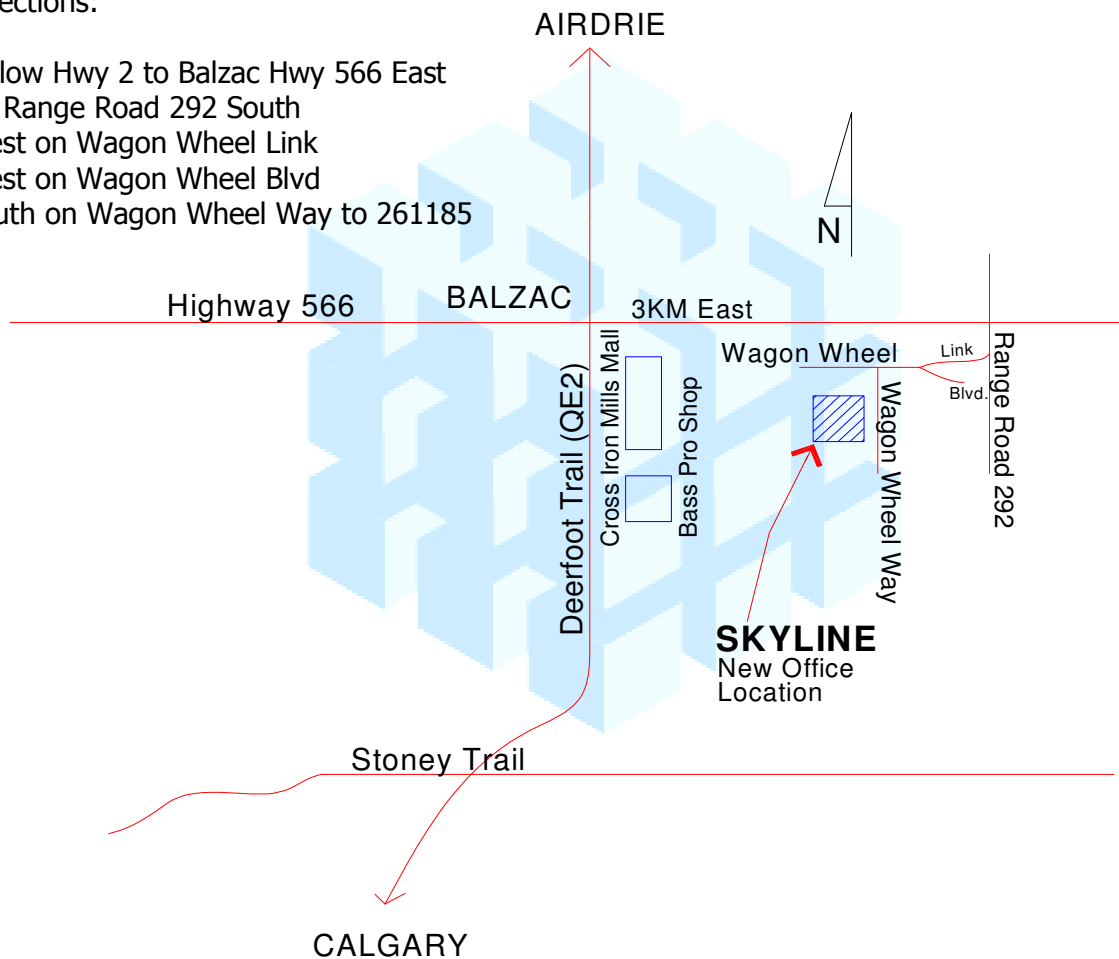 ections:
AIRDRIE
low Hwy 2 to Balzac Hwy 566 East
Range Road 292 South
est on Wagon Wheel Link
est on Wagon Wheel Blvd
uth on Wagon Wheel Way to 261185
N
Highway 566
BALZAC
3KM East
Wagon Wheel
Link
Blvd.
Range Road 292
Deerfoot Trail (QE2)
Cross Iron Mills Mall
Bass Pro Shop
Wagon Wheel Way
SKYLINE
New Office
Location
Stoney Trail
CALGARY